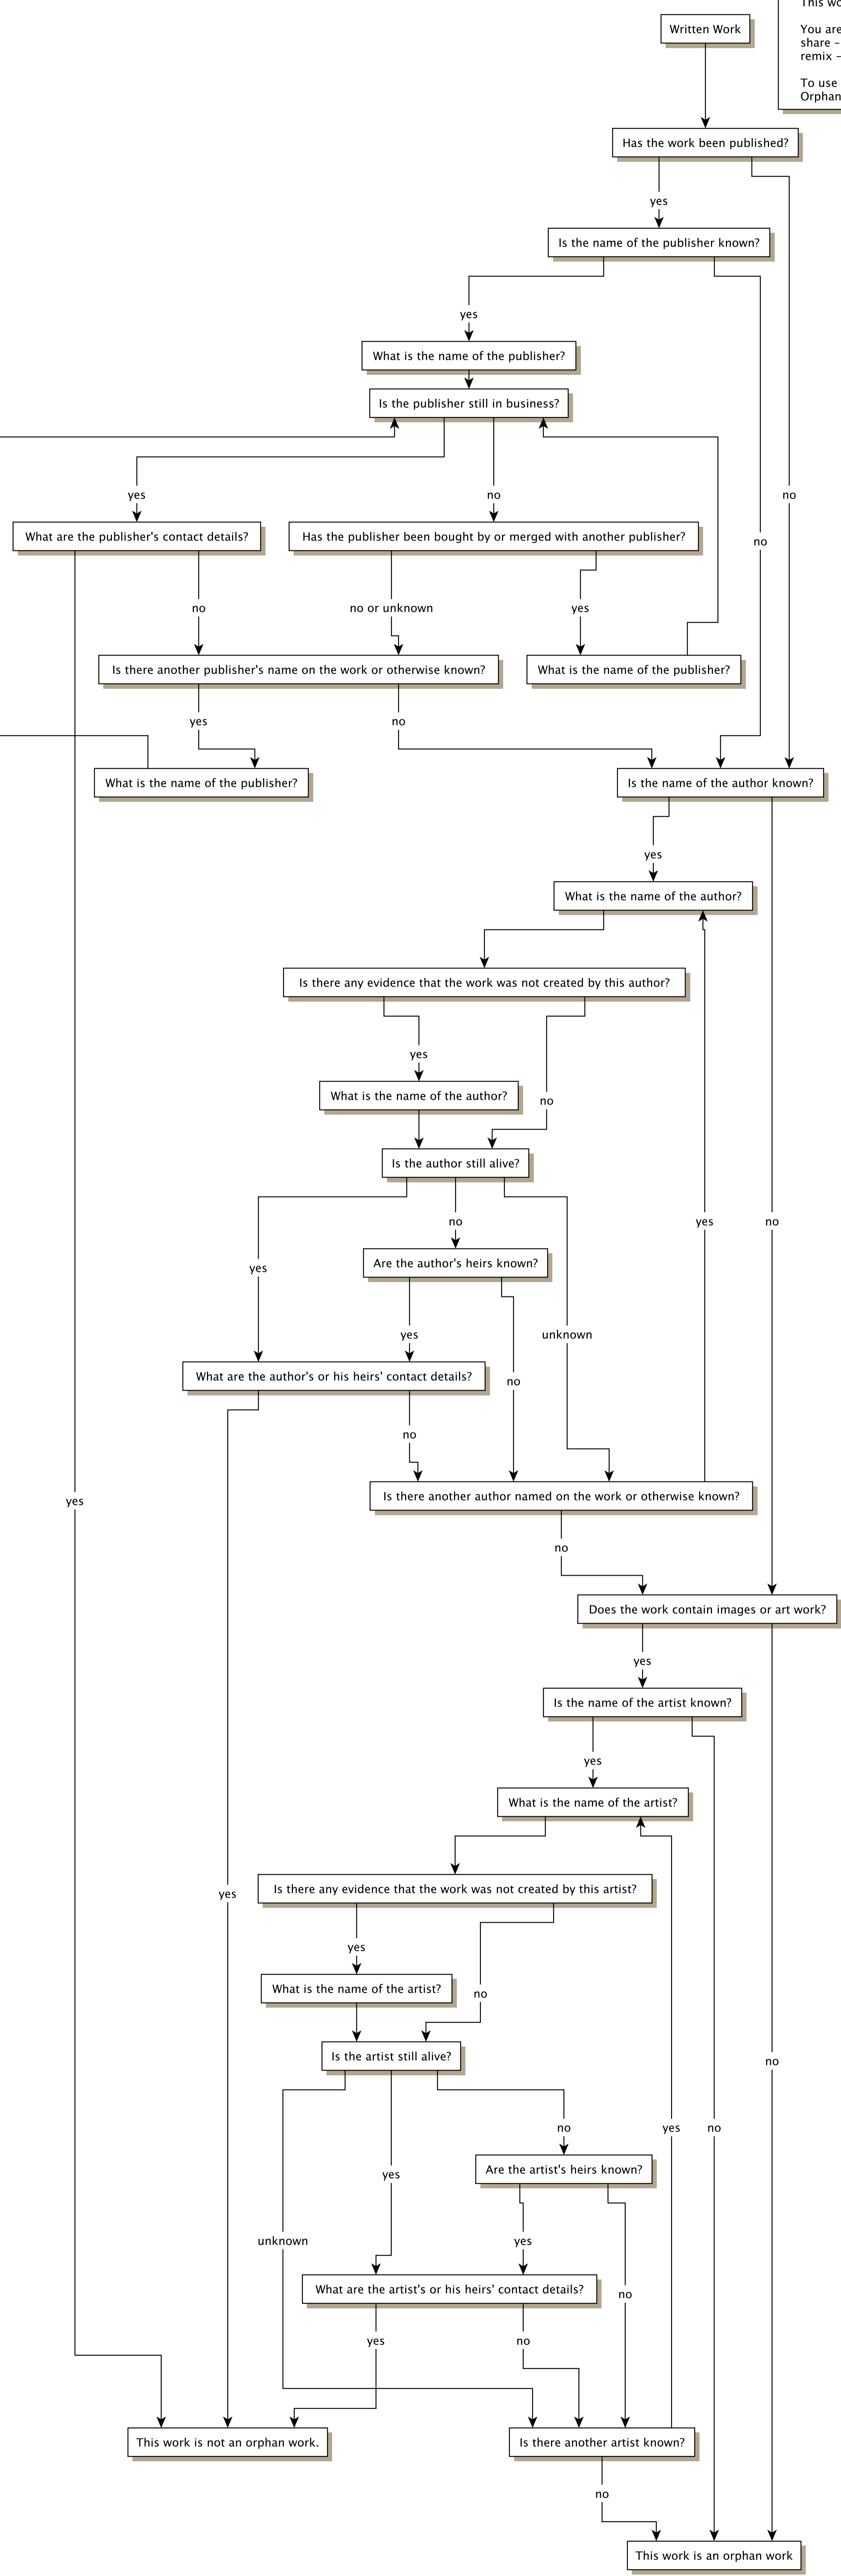 This wo
Written Work
You are
share –
remix –
To use
Orphan
Has the work been published?
yes
Is the name of the publisher known?
yes
What is the name of the publisher?
Is the publisher still in business?
yes
no
no
What are the publisher's contact details?
Has the publisher been bought by or merged with another publisher?
no
no
no or unknown
yes
Is there another publisher's name on the work or otherwise known?
What is the name of the publisher?
yes
no
What is the name of the publisher?
Is the name of the author known?
yes
What is the name of the author?
Is there any evidence that the work was not created by this author?
yes
What is the name of the author?
no
Is the author still alive?
no
yes
no
Are the author's heirs known?
yes
yes
unknown
What are the author's or his heirs' contact details?
no
no
Is there another author named on the work or otherwise known?
yes
no
Does the work contain images or art work?
yes
Is the name of the artist known?
yes
What is the name of the artist?
Is there any evidence that the work was not created by this artist?
yes
yes
What is the name of the artist?
no
Is the artist still alive?
no
no
yes
no
Are the artist's heirs known?
yes
unknown
yes
What are the artist's or his heirs' contact details?
no
yes
no
This work is not an orphan work.
Is there another artist known?
no
This work is an orphan work